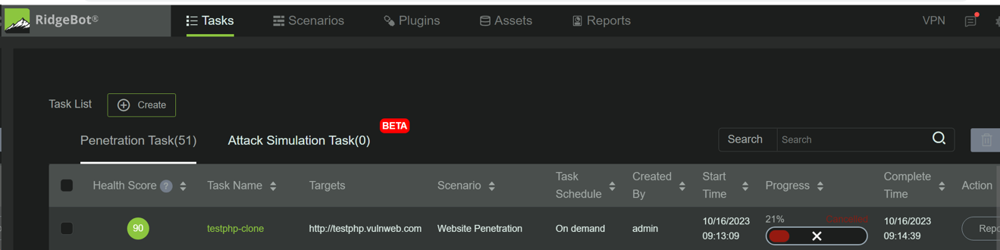 RidgeBot®
Tasks
Scenarios
Plugins
Assets
Reports
VPN
Task List
Create
Penetration Task(51)
Attack Simulation Task(0)
BETA
Search
Search
Health Score ?
Task Name
Targets
Scenario
Task
Schedule
Created
By
Start
Time
Progress
Complete
Time
Action
90
testphp-clone
http://testphp.vulnweb.com
Website Penetration
On demand
admin
10/16/2023
09:13:09
21%
10/16/2023
09:14:39
Repo